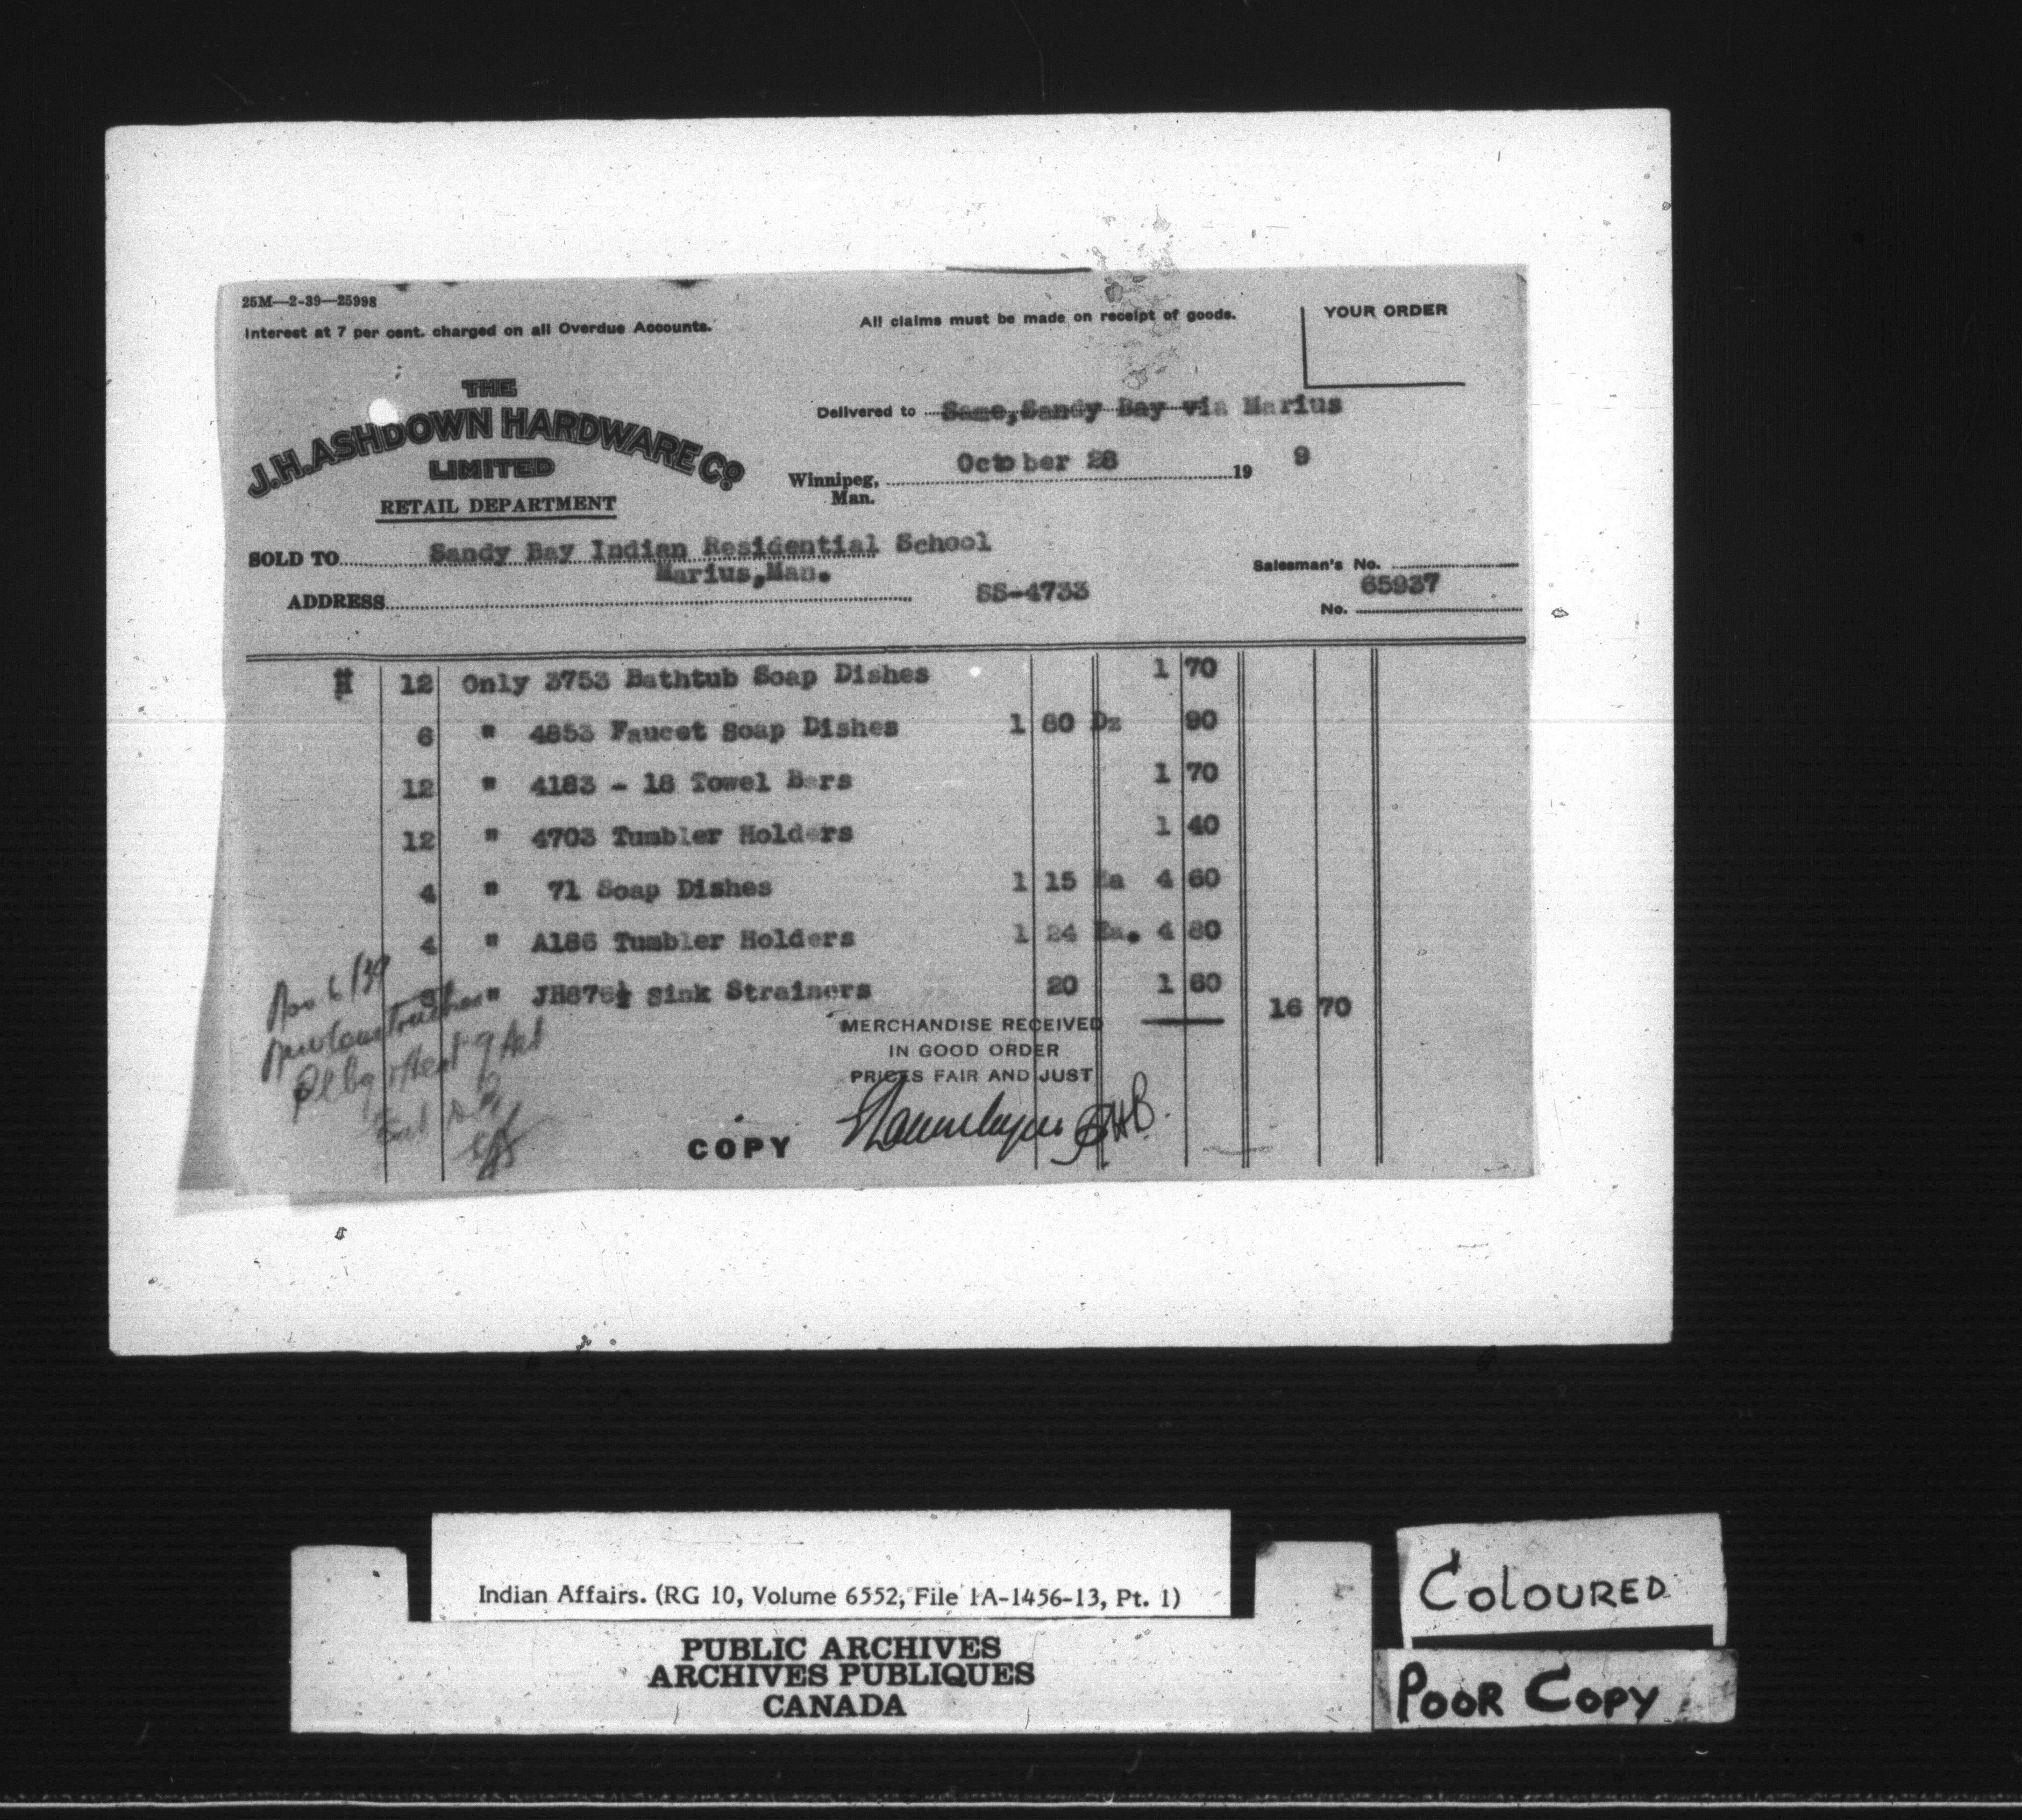 25M—2-39—25998
Interest at 7 per cent. charged on all Overdue Accounts.
All claims must be made on receipt of goods.
YOUR ORDER
THE
J.H. ASHDOWN HARDWARE Co.
LIMITED
RETAIL DEPARTMENT
Delivered to Same, Sandy Bay via Marius
Winnipeg, Man. October 28 19 9
SOLD TO Sandy Bay Indian Residential School
Marius, Man.
ADDRESS
SS-4733
Salesman's No.
No. 65937
12 Only 3753 Bathtub Soap Dishes 1 70
6 " 4853 Faucet Soap Dishes 1 80 Dz 90
12 " 4183 - 18 Towel Bars 1 70
12 " 4703 Tumbler Holders 1 40
4 " 71 Soap Dishes 1 15 Ea 4 60
4 " A186 Tumbler Holders 1 24 Ea. 4 80
8 " JH876½ Sink Strainers 20 1 60
16 70
Nov 6/39
New Construction
MERCHANDISE RECEIVED
IN GOOD ORDER
PRICES FAIR AND JUST
COPY
Indian Affairs. (RG 10, Volume 6552, File 1A-1456-13, Pt. 1)
PUBLIC ARCHIVES
ARCHIVES PUBLIQUES
CANADA
COLOURED
POOR COPY